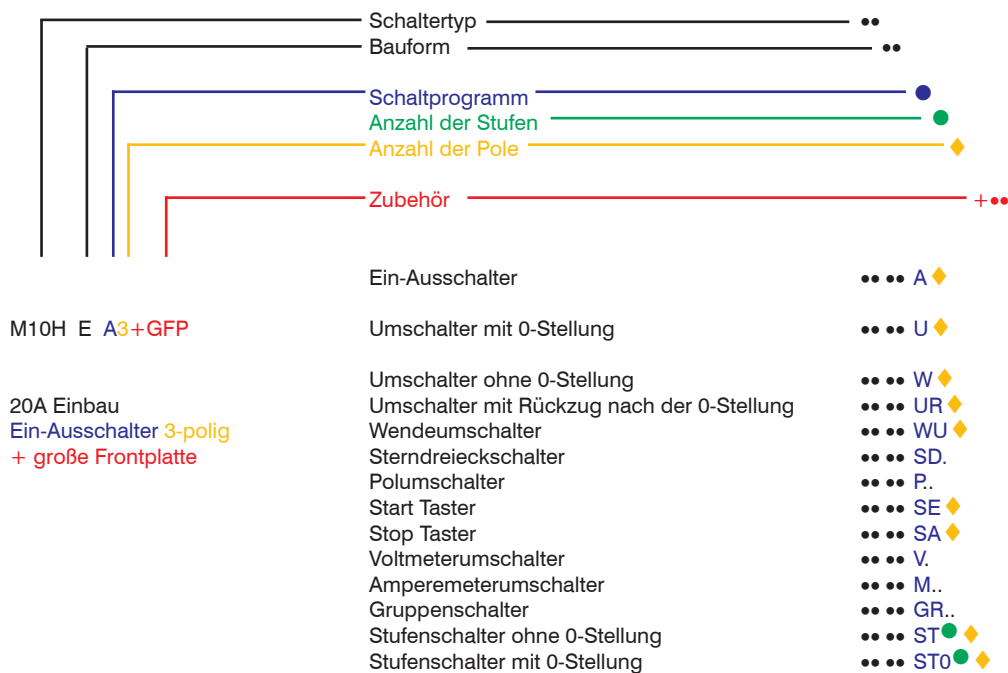 Schaltertyp ••
Bauform ••
Schaltprogramm ●
Anzahl der Stufen ●
Anzahl der Pole ♦
Zubehör +••
Ein-Ausschalter •• •• A ♦
M10H E A3+GFP
Umschalter mit 0-Stellung •• •• U ♦
Umschalter ohne 0-Stellung •• •• W ♦
20A Einbau
Umschalter mit Rückzug nach der 0-Stellung •• •• UR ♦
Ein-Ausschalter 3-polig
Wendeumschalter •• •• WU ♦
+ große Frontplatte
Sterndreieckschalter •• •• SD.
Polumschalter •• •• P..
Start Taster •• •• SE ♦
Stop Taster •• •• SA ♦
Voltmeterumschalter •• •• V.
Amperemeterumschalter •• •• M..
Gruppenschalter •• •• GR..
Stufenschalter ohne 0-Stellung •• •• ST ● ♦
Stufenschalter mit 0-Stellung •• •• ST0 ● ♦